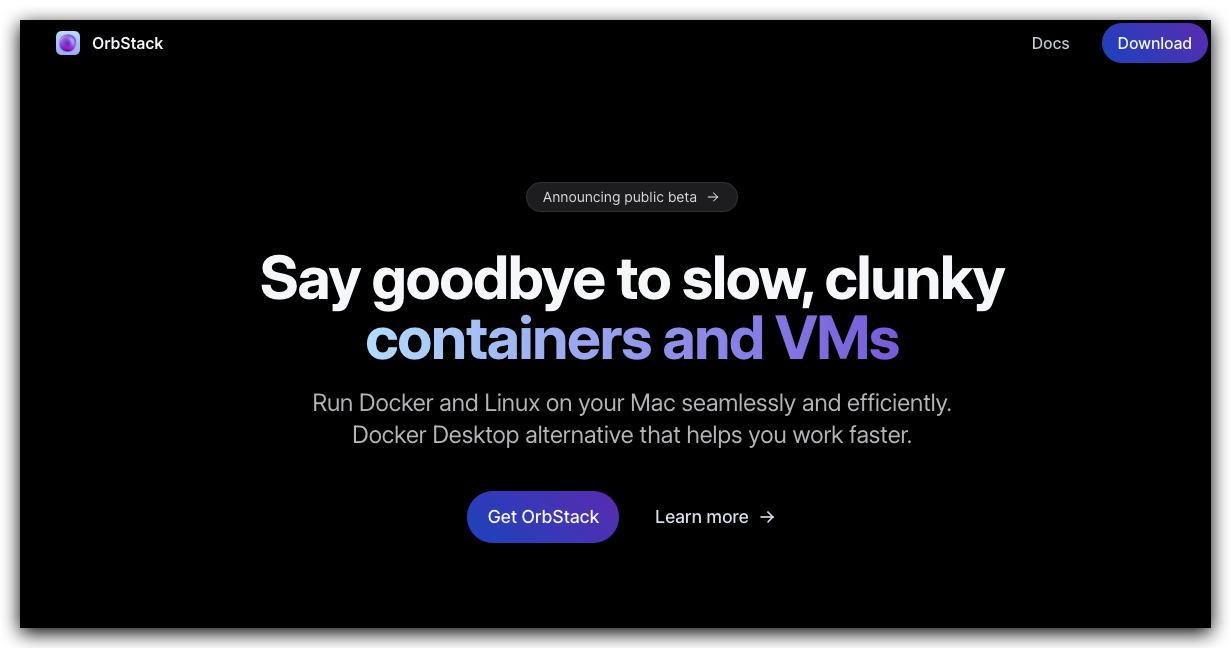 OrbStack
Docs
Download
Announcing public beta →
Say goodbye to slow, clunky
containers and VMs
Run Docker and Linux on your Mac seamlessly and efficiently.
Docker Desktop alternative that helps you work faster.
Get OrbStack
Learn more →